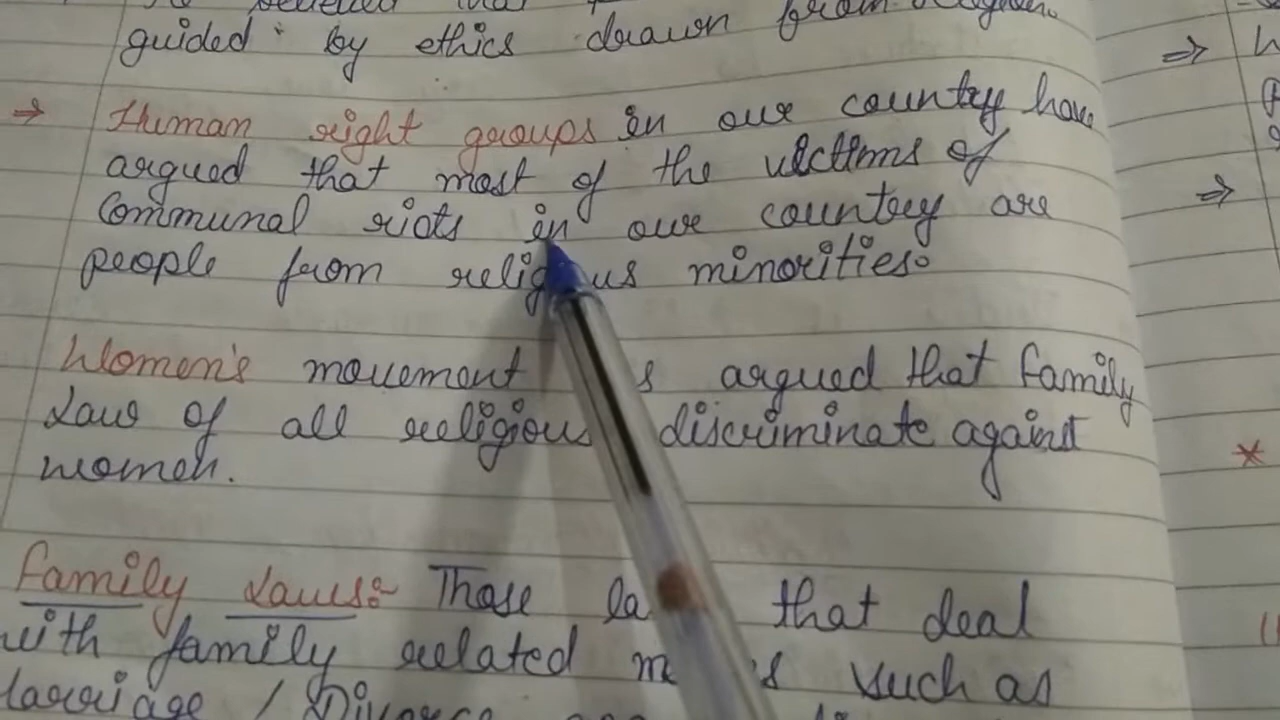 guided by ethics drawn from
→ Human right groups in our country have
argued that most of the victims of
Communal riots in our country are
people from religious minorities.
Women's movement argued that Family
Laws of all religious discriminate against
women.
Family Laws:- Those that deal
with family related such as